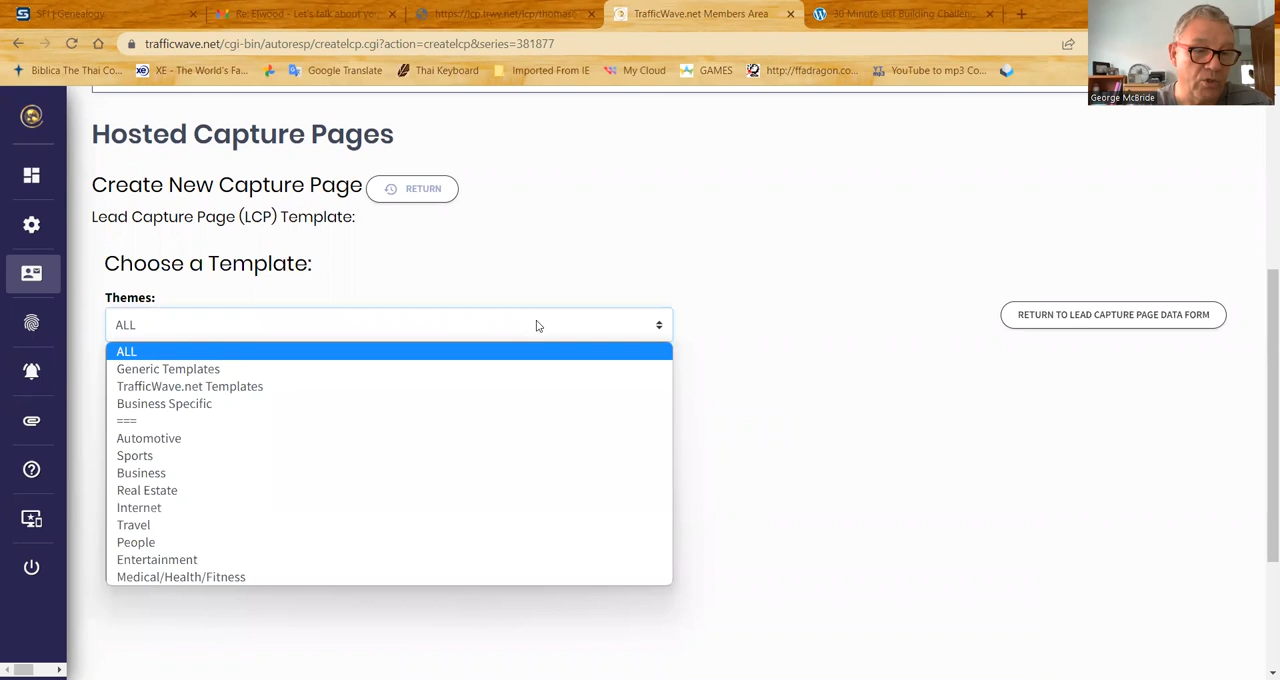 SFI | Genealogy
Re: Elwood - Let's talk about yo
https://lcp.trwv.net/lcp/thomas
TrafficWave.net Members Area
30 Minute List Building Challen
trafficwave.net/cgi-bin/autoresp/createlcp.cgi?action=createlcp&series=381877
Biblica The Thai Co...
XE - The World's Fa...
Google Translate
Thai Keyboard
Imported From IE
My Cloud
GAMES
http://ffadragon.co...
YouTube to mp3 Co...
George McBride
Hosted Capture Pages
Create New Capture Page
RETURN
Lead Capture Page (LCP) Template:
Choose a Template:
Themes:
ALL
RETURN TO LEAD CAPTURE PAGE DATA FORM
ALL
Generic Templates
TrafficWave.net Templates
Business Specific
===
Automotive
Sports
Business
Real Estate
Internet
Travel
People
Entertainment
Medical/Health/Fitness